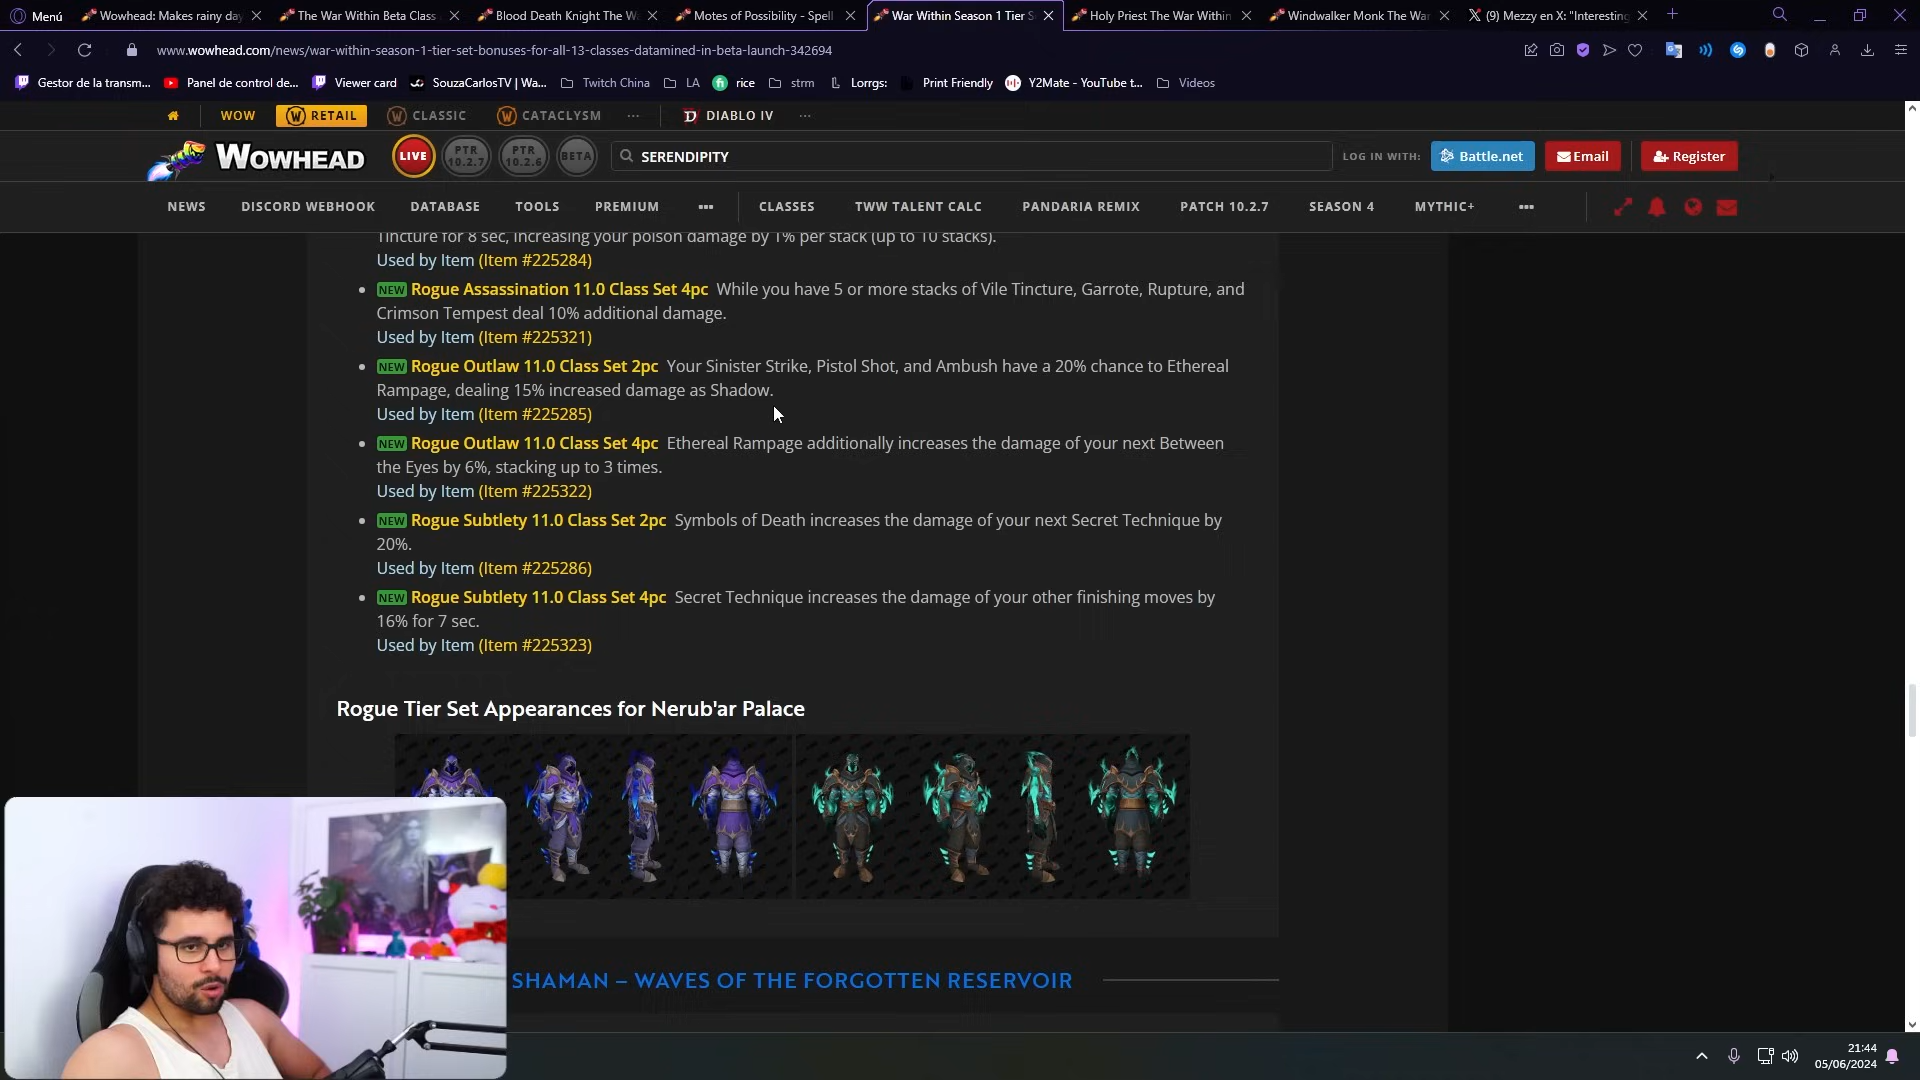 Menú
Wowhead: Makes rainy day
The War Within Beta Class
Blood Death Knight The Wa
Motes of Possibility - Spell
War Within Season 1 Tier S
Holy Priest The War Within
Windwalker Monk The War
(9) Mezzy en X: "Interesting
www.wowhead.com/news/war-within-season-1-tier-set-bonuses-for-all-13-classes-datamined-in-beta-launch-342694
Gestor de la transm...
Panel de control de...
Viewer card
SouzaCarlosTV | Wa...
Twitch China
LA
rice
strm
Lorrgs:
Print Friendly
Y2Mate - YouTube t...
Videos
WOW
RETAIL
CLASSIC
CATACLYSM
DIABLO IV
WOWHEAD
LIVE
PTR 10.2.7
PTR 10.2.6
BETA
SERENDIPITY
LOG IN WITH:
Battle.net
Email
Register
NEWS
DISCORD WEBHOOK
DATABASE
TOOLS
PREMIUM
CLASSES
TWW TALENT CALC
PANDARIA REMIX
PATCH 10.2.7
SEASON 4
MYTHIC+
Tincture for 8 sec, increasing your poison damage by 1% per stack (up to 10 stacks).
Used by Item (Item #225284)
NEW Rogue Assassination 11.0 Class Set 4pc While you have 5 or more stacks of Vile Tincture, Garrote, Rupture, and
Crimson Tempest deal 10% additional damage.
Used by Item (Item #225321)
NEW Rogue Outlaw 11.0 Class Set 2pc Your Sinister Strike, Pistol Shot, and Ambush have a 20% chance to Ethereal
Rampage, dealing 15% increased damage as Shadow.
Used by Item (Item #225285)
NEW Rogue Outlaw 11.0 Class Set 4pc Ethereal Rampage additionally increases the damage of your next Between
the Eyes by 6%, stacking up to 3 times.
Used by Item (Item #225322)
NEW Rogue Subtlety 11.0 Class Set 2pc Symbols of Death increases the damage of your next Secret Technique by
20%.
Used by Item (Item #225286)
NEW Rogue Subtlety 11.0 Class Set 4pc Secret Technique increases the damage of your other finishing moves by
16% for 7 sec.
Used by Item (Item #225323)
Rogue Tier Set Appearances for Nerub'ar Palace
SHAMAN – WAVES OF THE FORGOTTEN RESERVOIR
21:44
05/06/2024